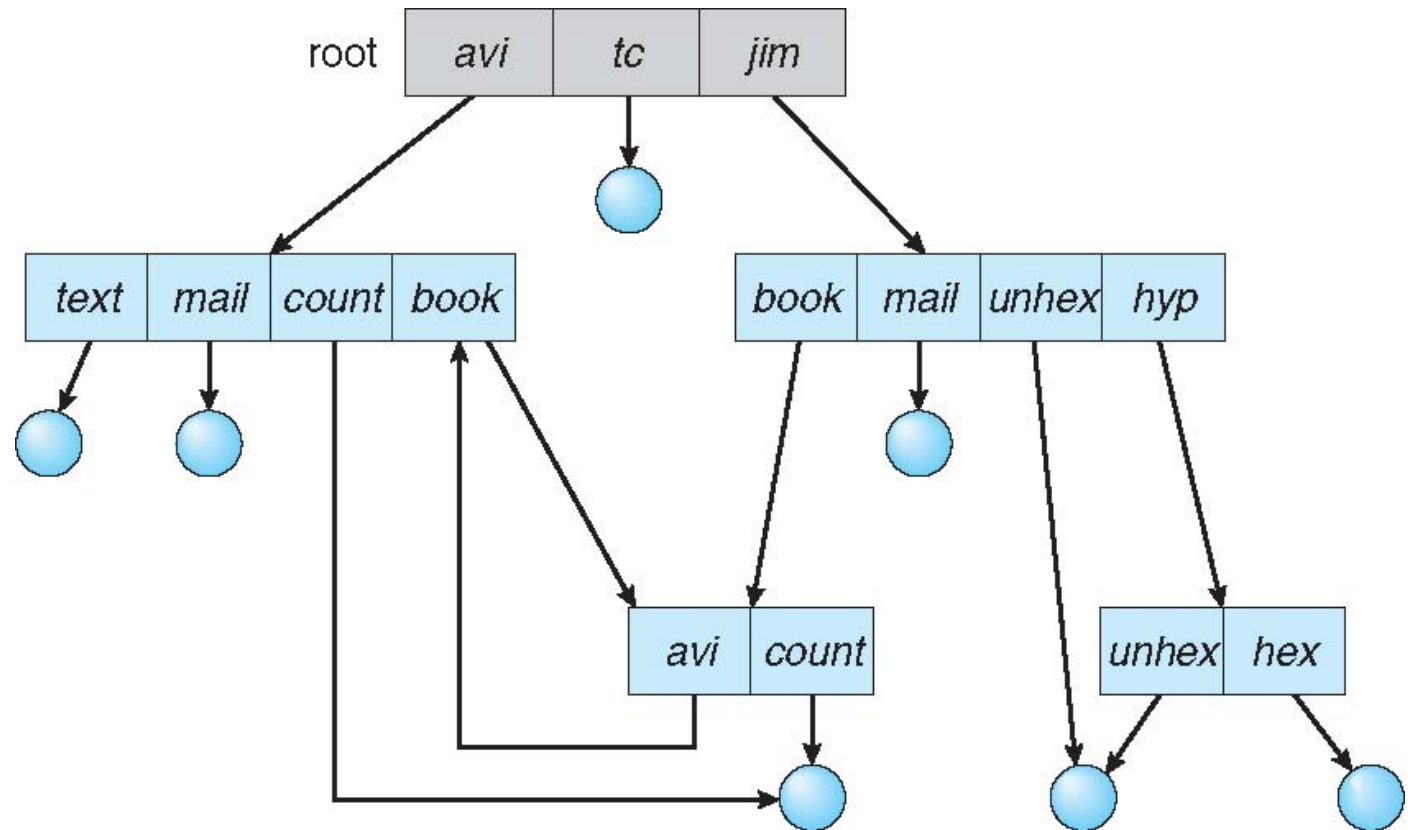 root avi tc jim
text mail count book
book mail unhex hyp
avi count
unhex hex